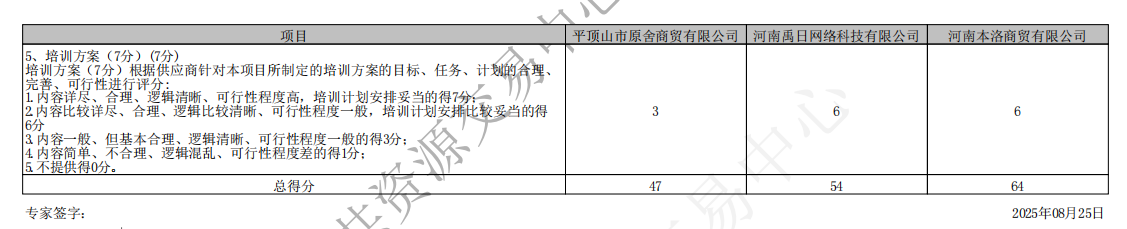 项目 平顶山市原舍商贸有限公司 河南禹日网络科技有限公司 河南本洛商贸有限公司
5、培训方案（7分）(7分)
培训方案（7分）根据供应商针对本项目所制定的培训方案的目标、任务、计划的合理、
完善、可行性进行评分:
1.内容详尽、合理、逻辑清晰、可行性程度高，培训计划安排妥当的得7分;
2.内容比较详尽、合理、逻辑比较清晰、可行性程度一般，培训计划安排比较妥当的得
6分
3.内容一般、但基本合理、逻辑清晰、可行性程度一般的得3分;
4.内容简单、不合理、逻辑混乱、可行性程度差的得1分;
5.不提供得0分。
3 6 6
总得分 47 54 64
专家签字: 2025年08月25日
共资源交易中心
易中心